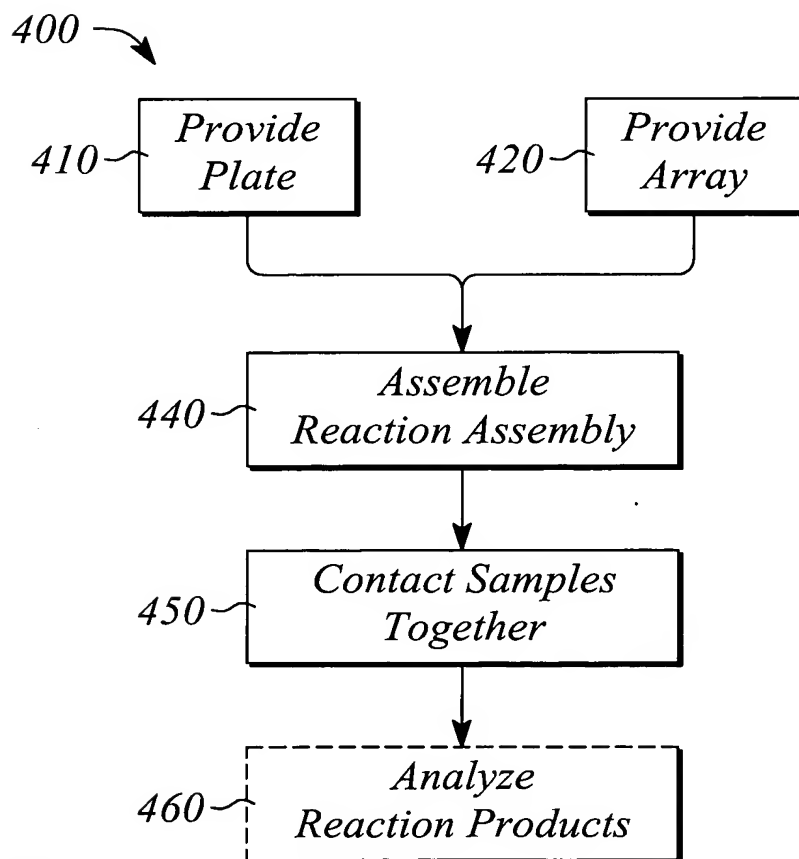 400
410
Provide
Plate
420
Provide
Array
440
Assemble
Reaction Assembly
450
Contact Samples
Together
460
Analyze
Reaction Products